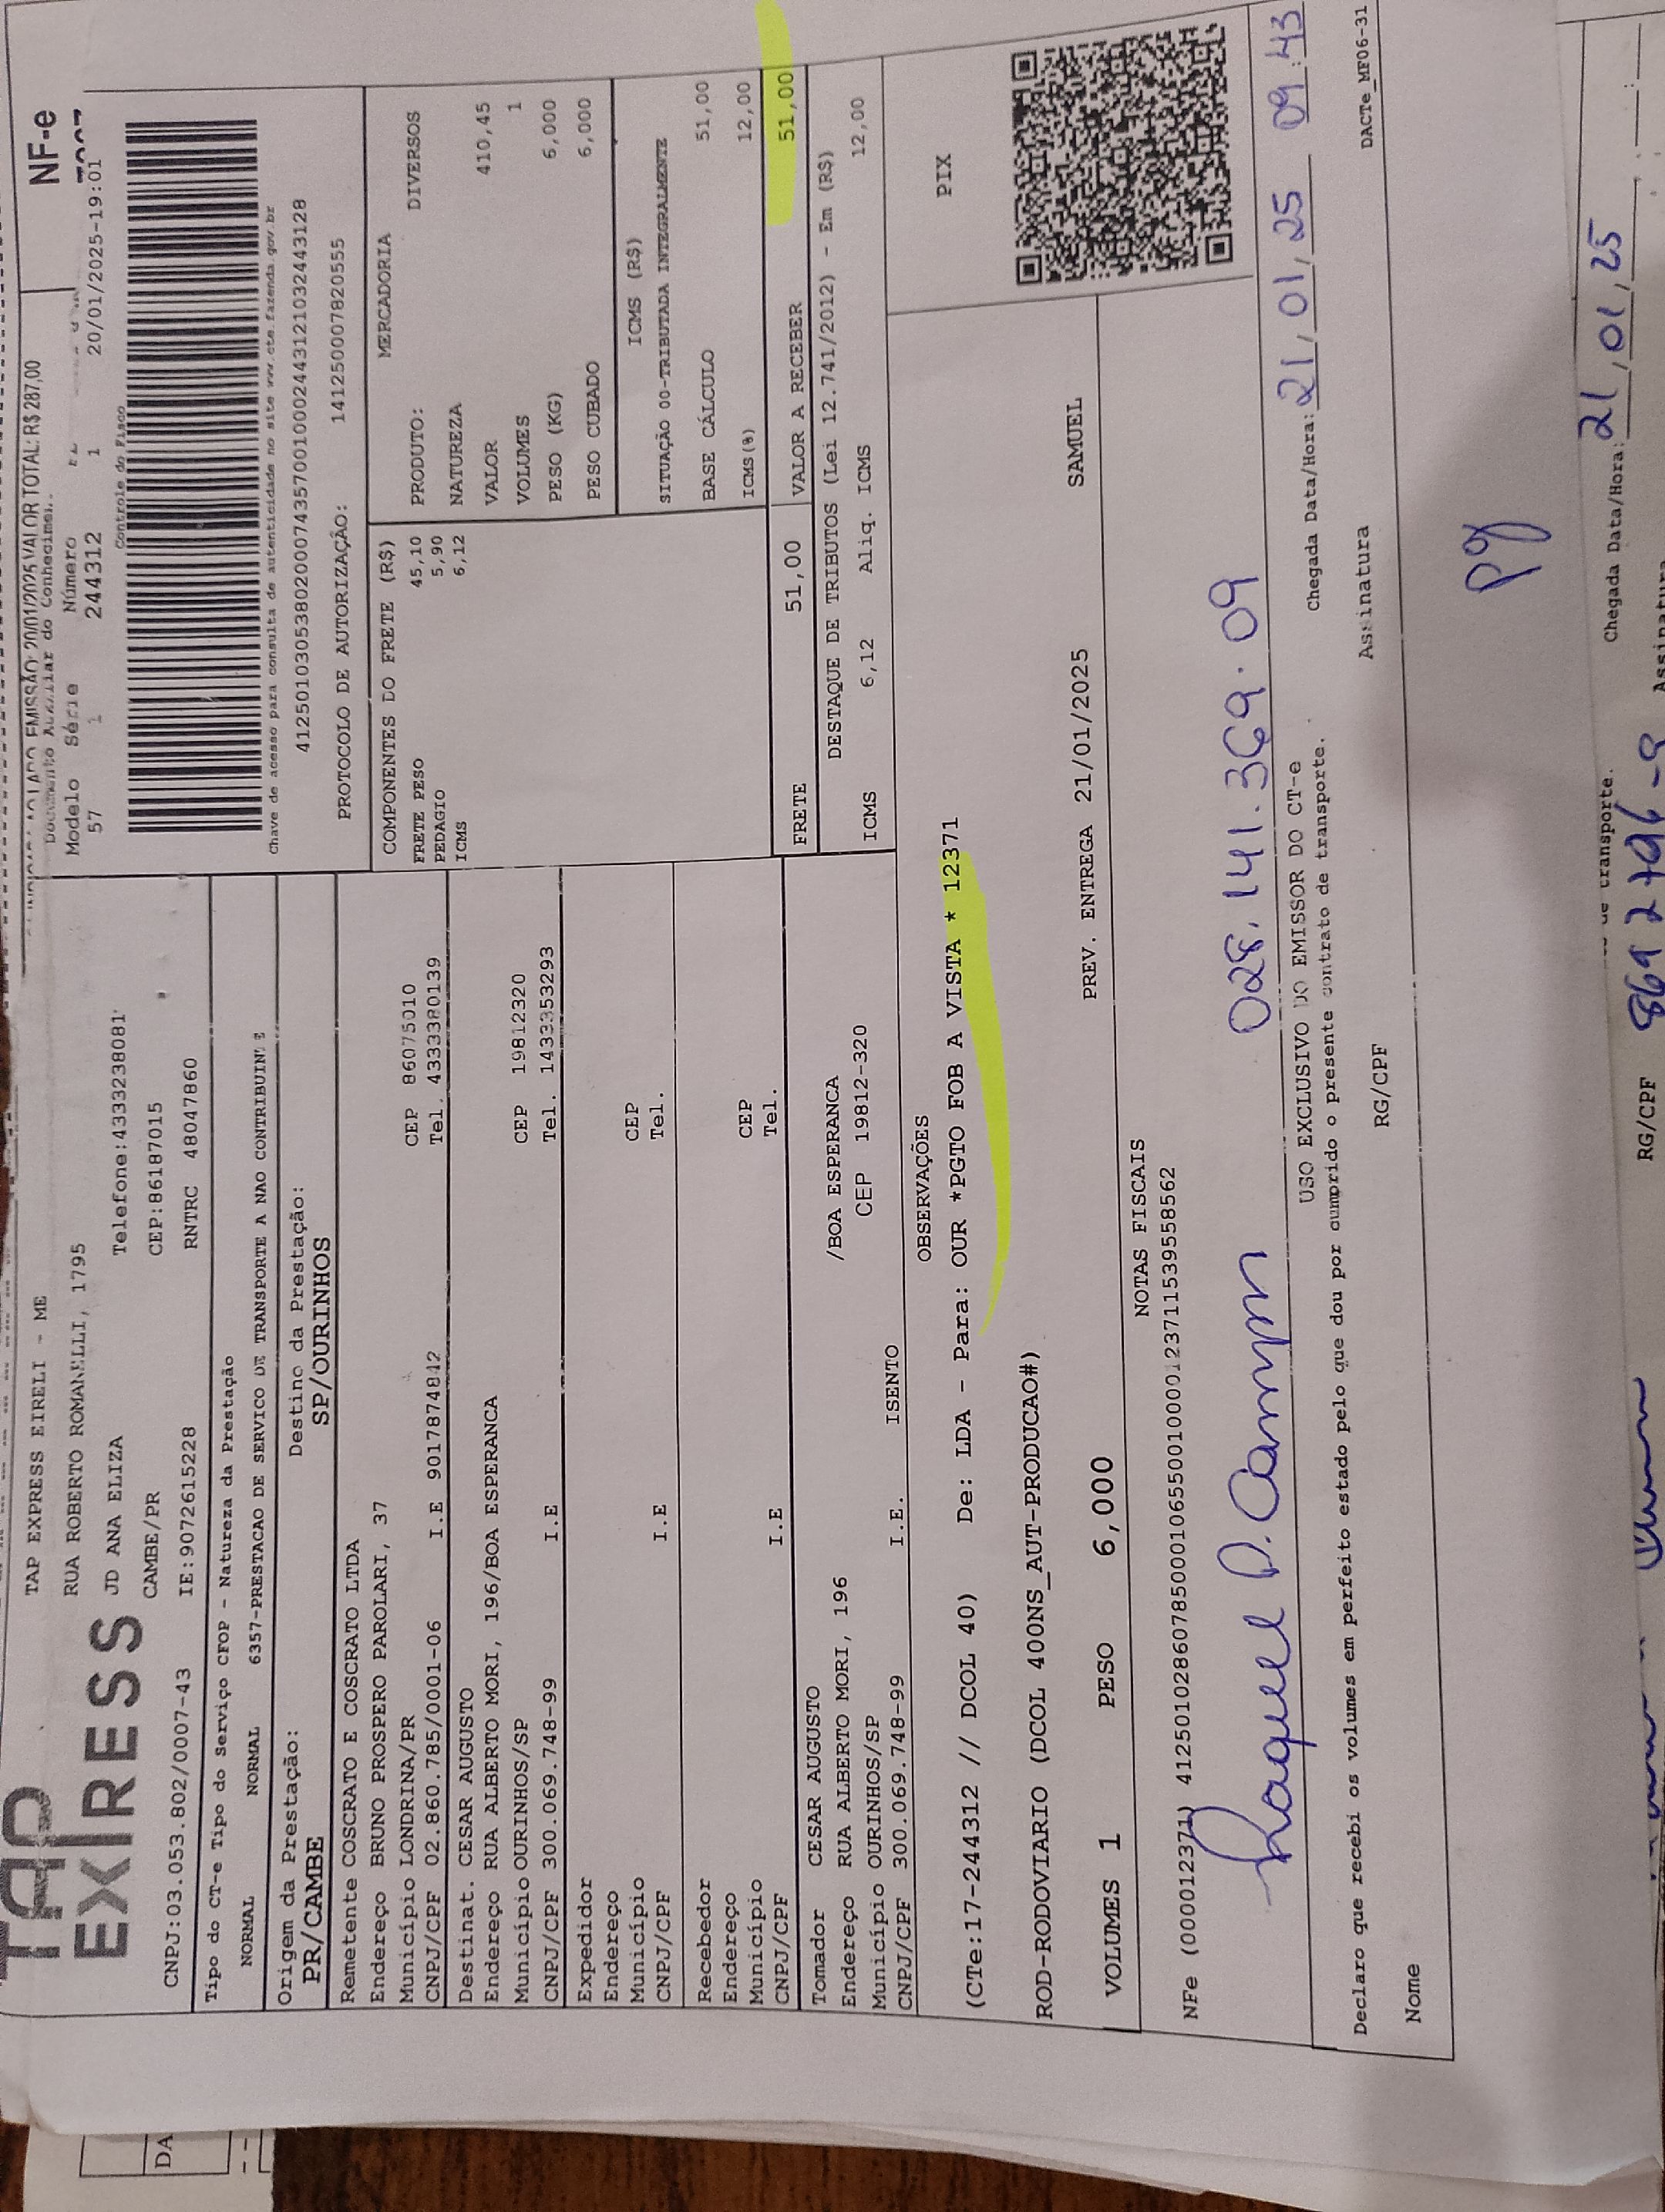 NF-e
EMISSÃO: 20/01/2025 VALOR TOTAL: R$ 287,00
TAP
EXPRESS
TAP EXPRESS EIRELI - ME
RUA ROBERTO ROMANELLI, 1795
JD ANA ELIZA Telefone:4333238081
CAMBE/PR CEP:86187015
CNPJ:03.053.802/0007-43 IE:9072615228 RNTRC 48047860
Documento Auxiliar do Conhecimen
Modelo Série Número
57 1 244312 1 20/01/2025-19:01
Controle do Fisco
Chave de acesso para consulta de autenticidade no site www.cte.fazenda.gov.br
41250103053802000743570010002443121032443128
PROTOCOLO DE AUTORIZAÇÃO: 141250007820555
Tipo do CT-e Tipo do Serviço CFOP - Natureza da Prestação
NORMAL NORMAL 6357-PRESTACAO DE SERVICO DE TRANSPORTE A NAO CONTRIBUINTE
Origem da Prestação: Destino da Prestação:
PR/CAMBE SP/OURINHOS
Remetente COSCRATO E COSCRATO LTDA
Endereço BRUNO PROSPERO PAROLARI, 37
Município LONDRINA/PR CEP 86075010
CNPJ/CPF 02.860.785/0001-06 I.E 9017874842 Tel. 4333380139
Destinat. CESAR AUGUSTO
Endereço RUA ALBERTO MORI, 196/BOA ESPERANCA
Município OURINHOS/SP CEP 19812320
CNPJ/CPF 300.069.748-99 I.E Tel. 1433353293
Expedidor
Endereço
Município CEP
CNPJ/CPF I.E Tel.
Recebedor
Endereço
Município CEP
CNPJ/CPF I.E Tel.
Tomador CESAR AUGUSTO
Endereço RUA ALBERTO MORI, 196 /BOA ESPERANCA
Município OURINHOS/SP CEP 19812-320
CNPJ/CPF 300.069.748-99 I.E. ISENTO
COMPONENTES DO FRETE (R$)
FRETE PESO 45,10
PEDAGIO 5,90
ICMS 6,12
MERCADORIA
PRODUTO: DIVERSOS
NATUREZA
VALOR 410,45
VOLUMES 1
PESO (KG) 6,000
PESO CUBADO 6,000
ICMS (R$)
SITUAÇÃO 00-TRIBUTADA INTEGRALMENTE
BASE CÁLCULO 51,00
ICMS(%) 12,00
FRETE 51,00 VALOR A RECEBER 51,00
DESTAQUE DE TRIBUTOS (Lei 12.741/2012) - Em (R$)
ICMS 6,12 Aliq. ICMS 12,00
OBSERVAÇÕES
(CTe:17-244312 // DCOL 40) De: LDA - Para: OUR *PGTO FOB A VISTA * 12371
ROD-RODOVIARIO (DCOL 400NS_AUT-PRODUCAO#)
PIX
VOLUMES 1 PESO 6,000 PREV. ENTREGA 21/01/2025 SAMUEL
NOTAS FISCAIS
NFe (000012371) 41250102860785000106550010000123711539558562
028.141.369.09
USO EXCLUSIVO DO EMISSOR DO CT-e
Declaro que recebi os volumes em perfeito estado pelo que dou por cumprido o presente contrato de transporte.
Chegada Data/Hora: 21,01,25 09:43
Nome RG/CPF Assinatura
DACTe_MF06-31
pg
de transporte. Chegada Data/Hora: 21,01,25
RG/CPF Assinatura
DA